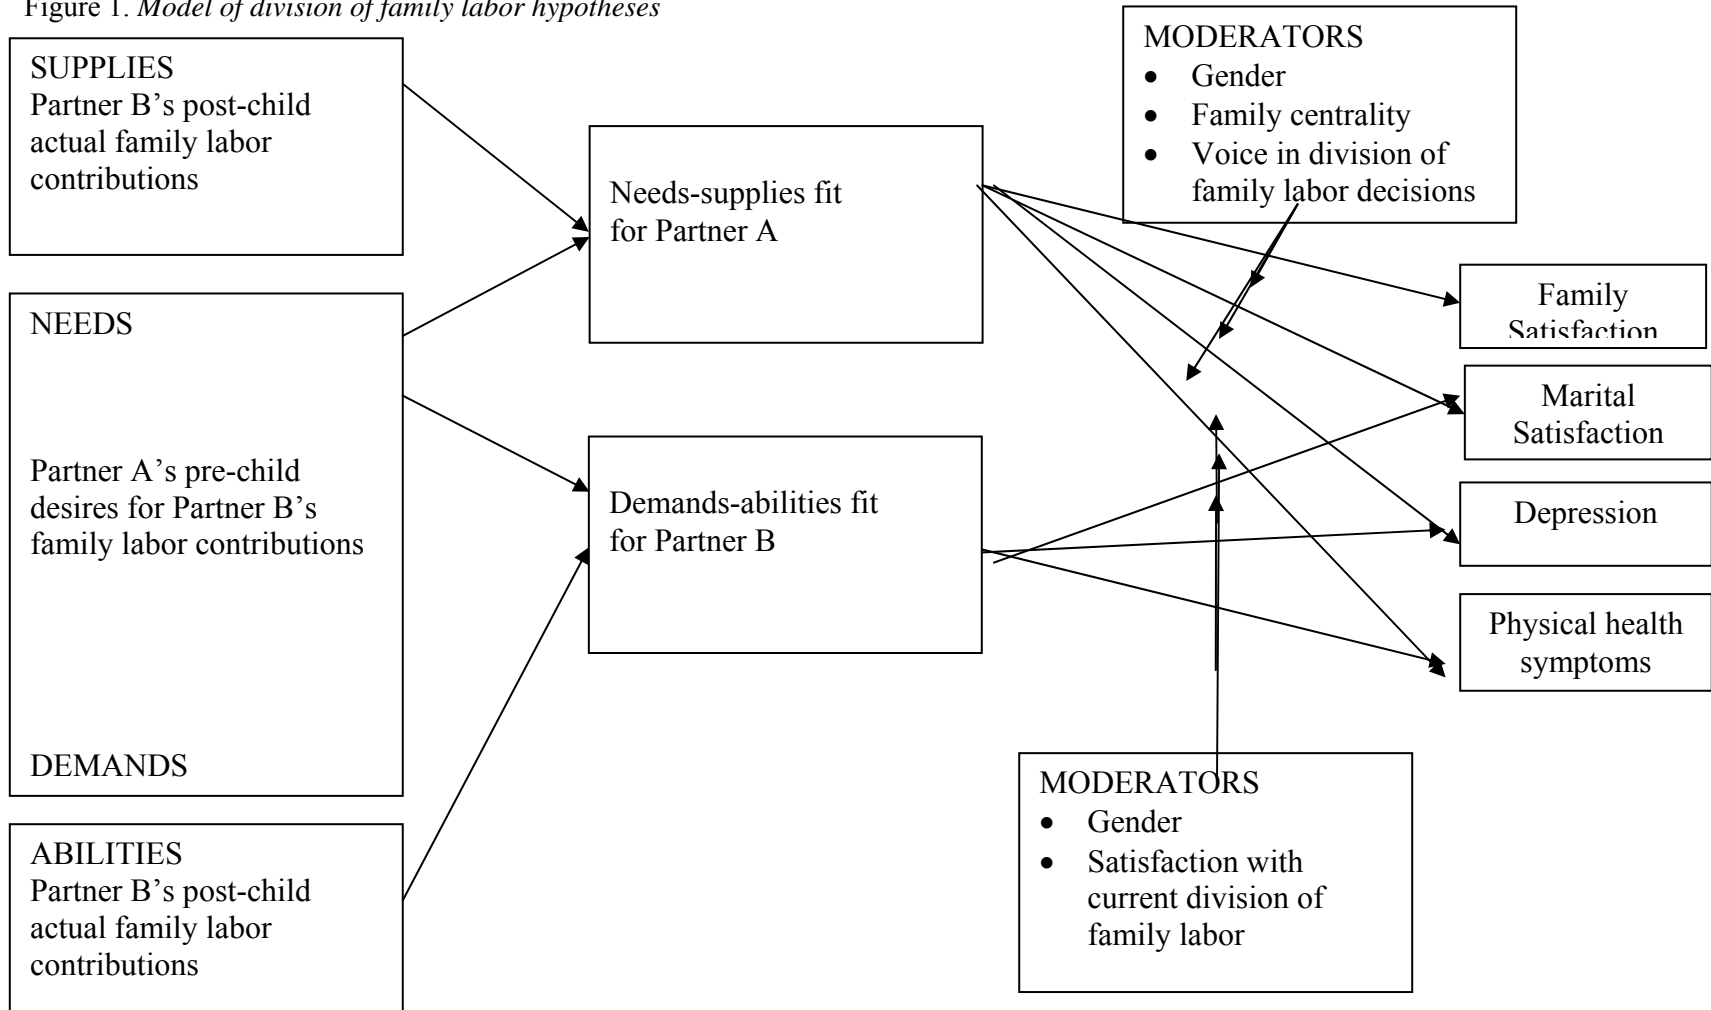 Figure 1. Model of division of family labor hypotheses
SUPPLIES
Partner B’s post-child
actual family labor
contributions
NEEDS
Partner A’s pre-child
desires for Partner B’s
family labor contributions
DEMANDS
ABILITIES
Partner B’s post-child
actual family labor
contributions
Needs-supplies fit
for Partner A
Demands-abilities fit
for Partner B
MODERATORS
• Gender
• Family centrality
• Voice in division of
family labor decisions
MODERATORS
• Gender
• Satisfaction with
current division of
family labor
Family
Satisfaction
Marital
Satisfaction
Depression
Physical health
symptoms